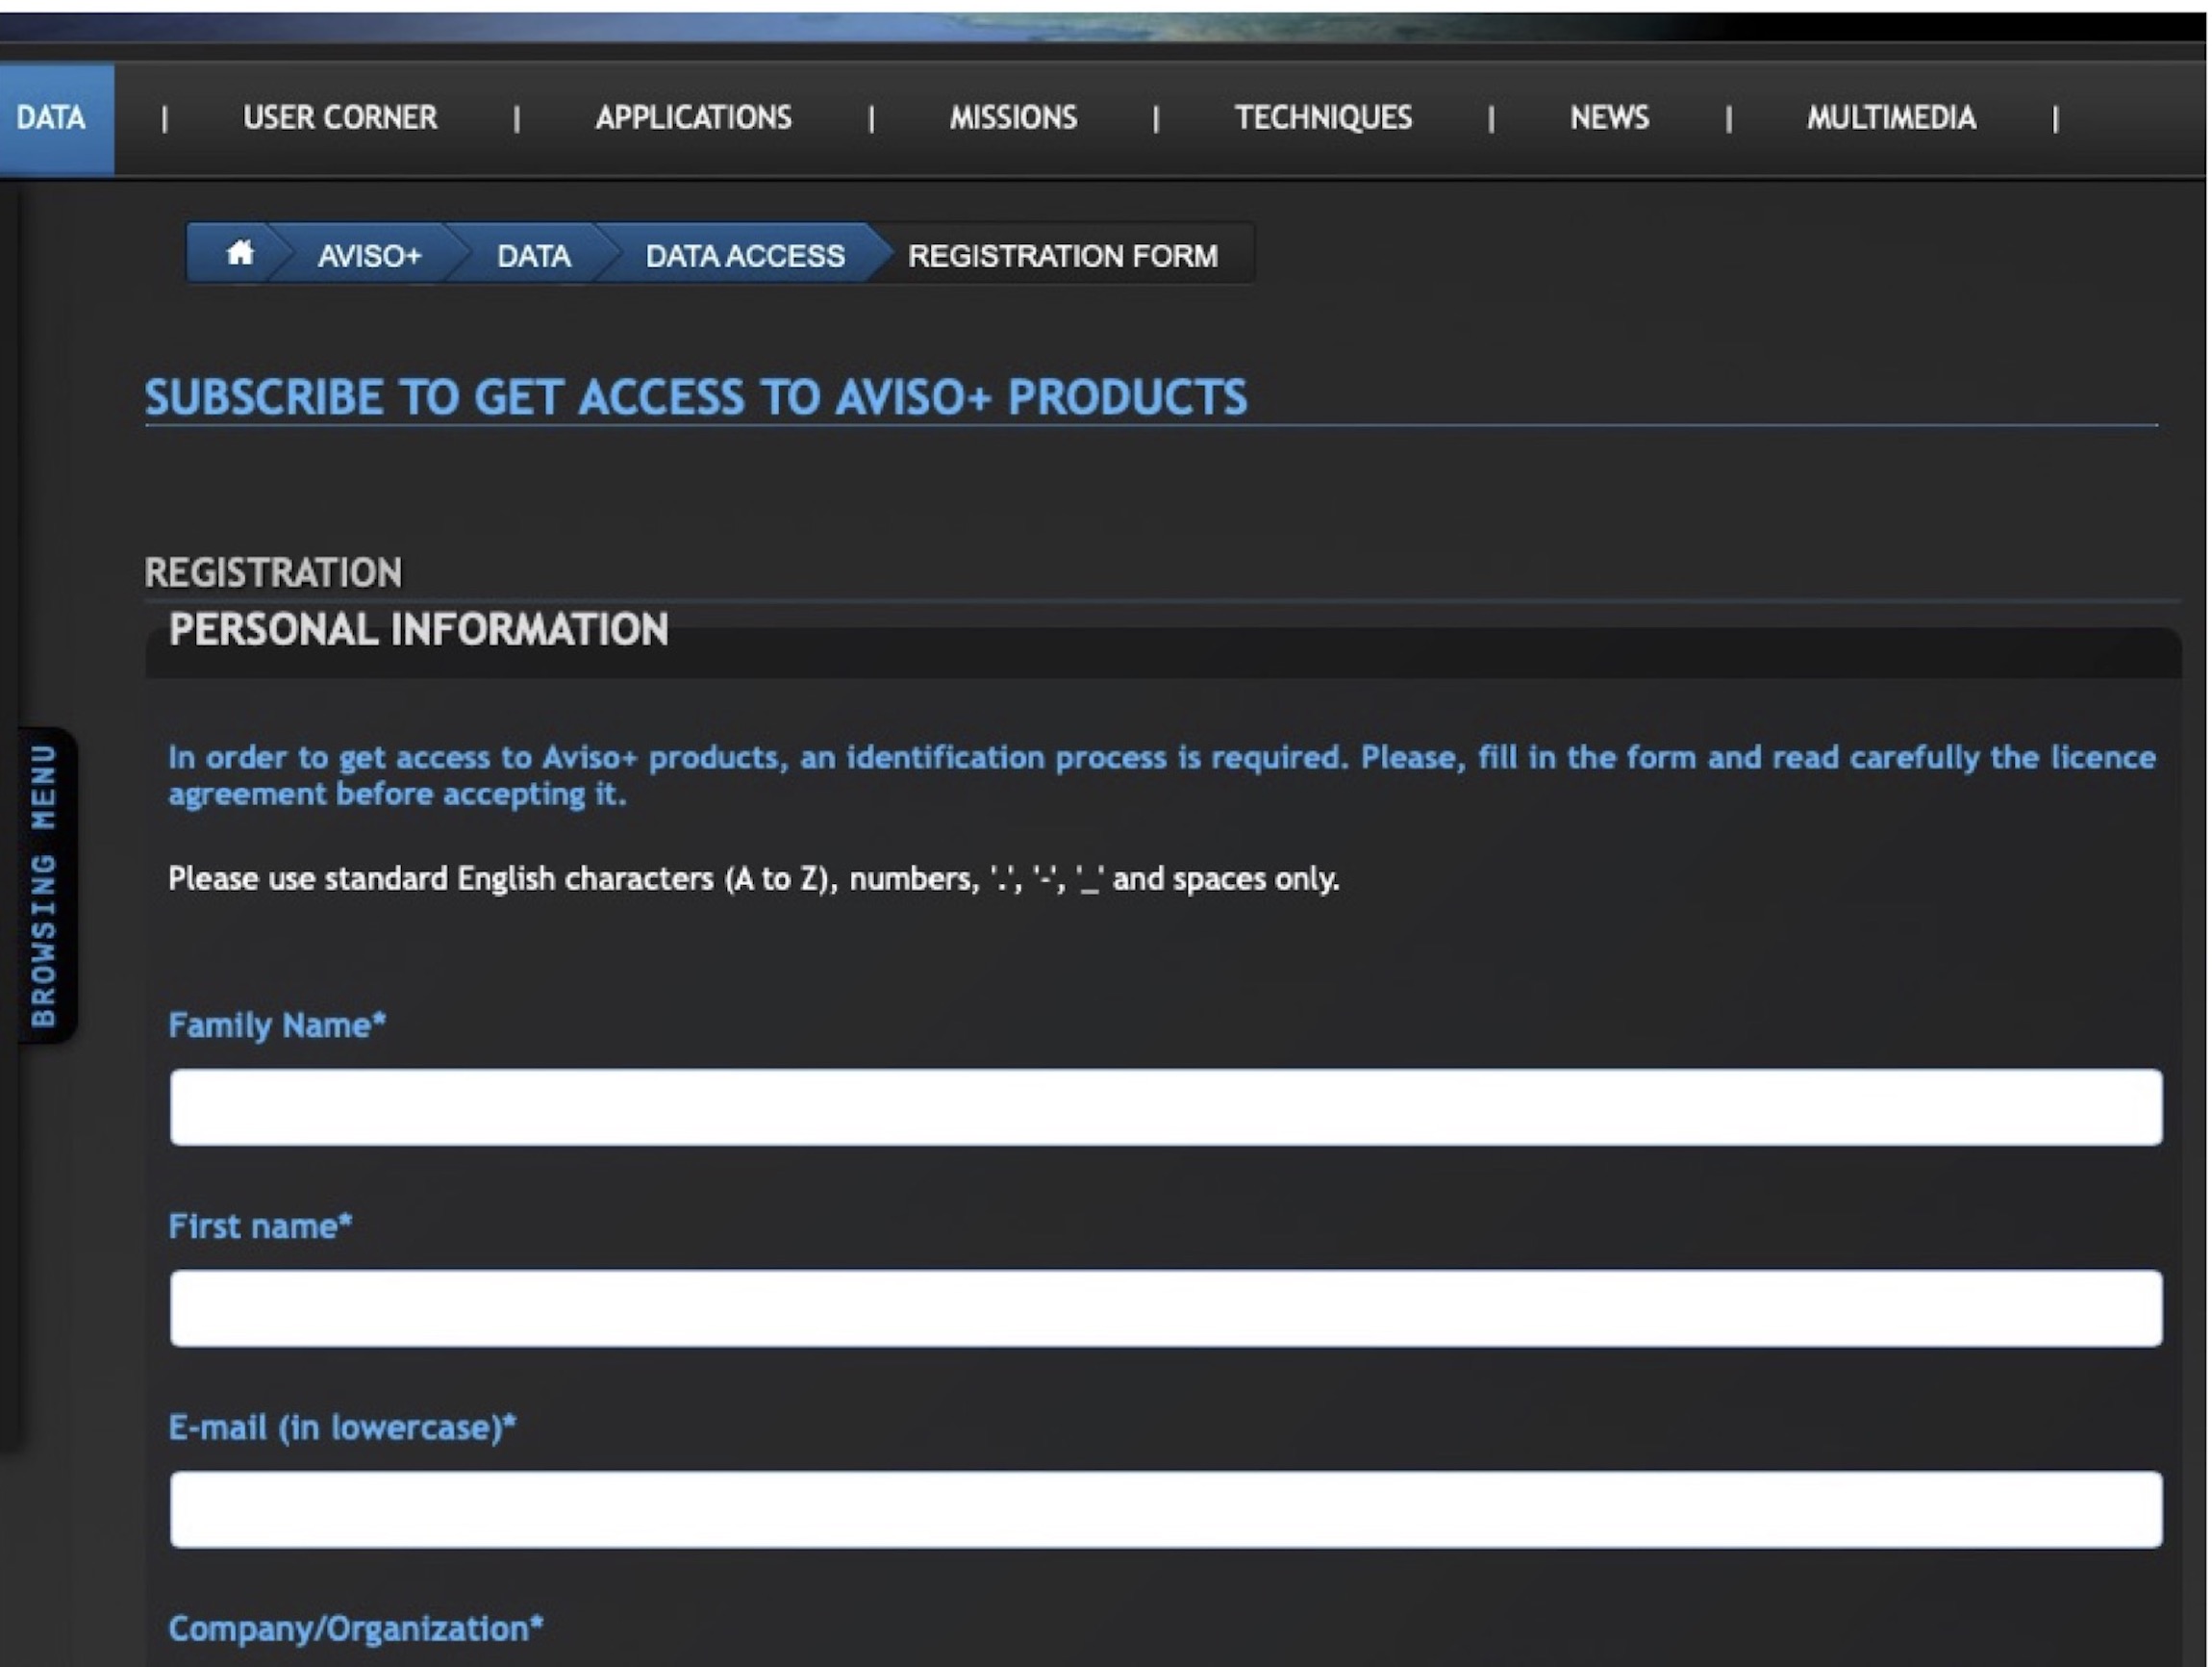 DATA | USER CORNER | APPLICATIONS | MISSIONS | TECHNIQUES | NEWS | MULTIMEDIA |
AVISO+ DATA DATA ACCESS REGISTRATION FORM
SUBSCRIBE TO GET ACCESS TO AVISO+ PRODUCTS
REGISTRATION
PERSONAL INFORMATION
In order to get access to Aviso+ products, an identification process is required. Please, fill in the form and read carefully the licence
agreement before accepting it.
Please use standard English characters (A to Z), numbers, '.', '-', '_' and spaces only.
BROWSING MENU
Family Name*
First name*
E-mail (in lowercase)*
Company/Organization*